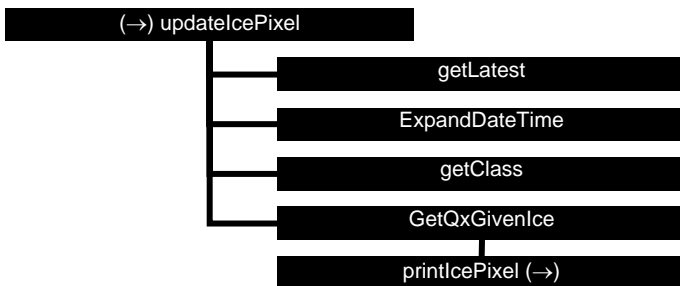 (→) updateIcePixel
getLatest
ExpandDateTime
getClass
GetQxGivenIce
printIcePixel (→)